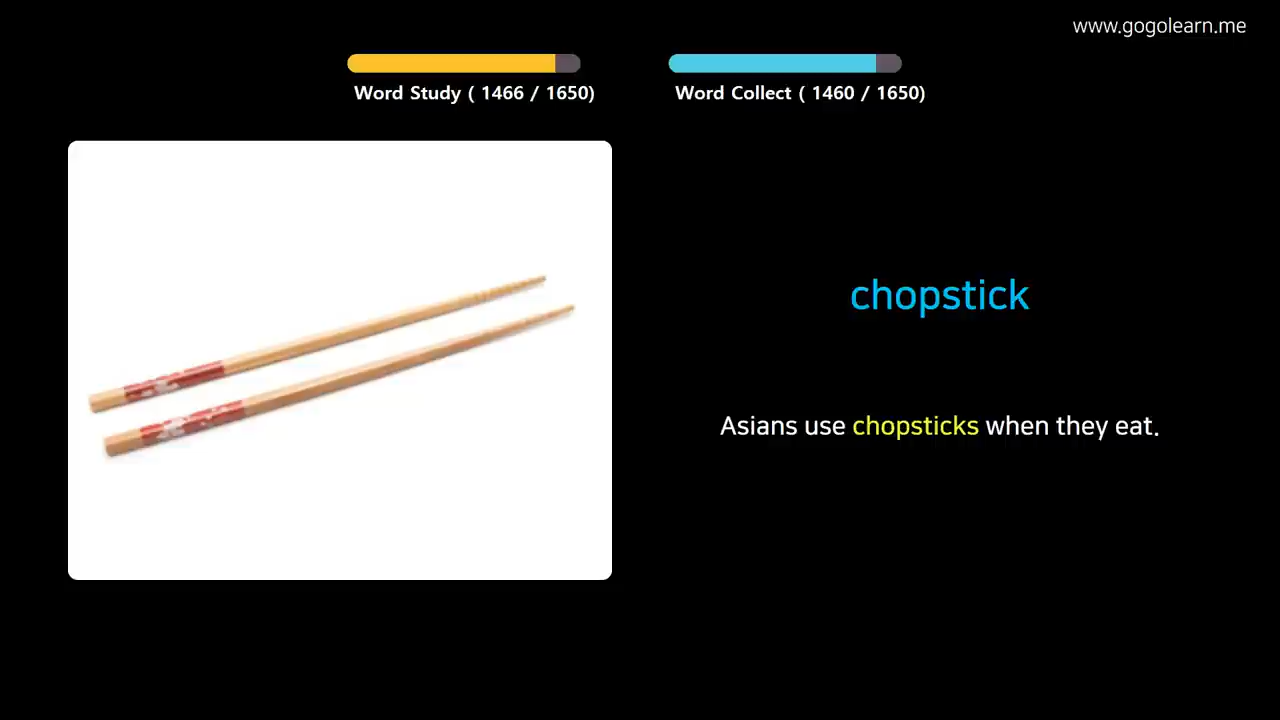 www.gogolearn.me
Word Study ( 1466 / 1650)
Word Collect ( 1460 / 1650)
chopstick
Asians use chopsticks when they eat.